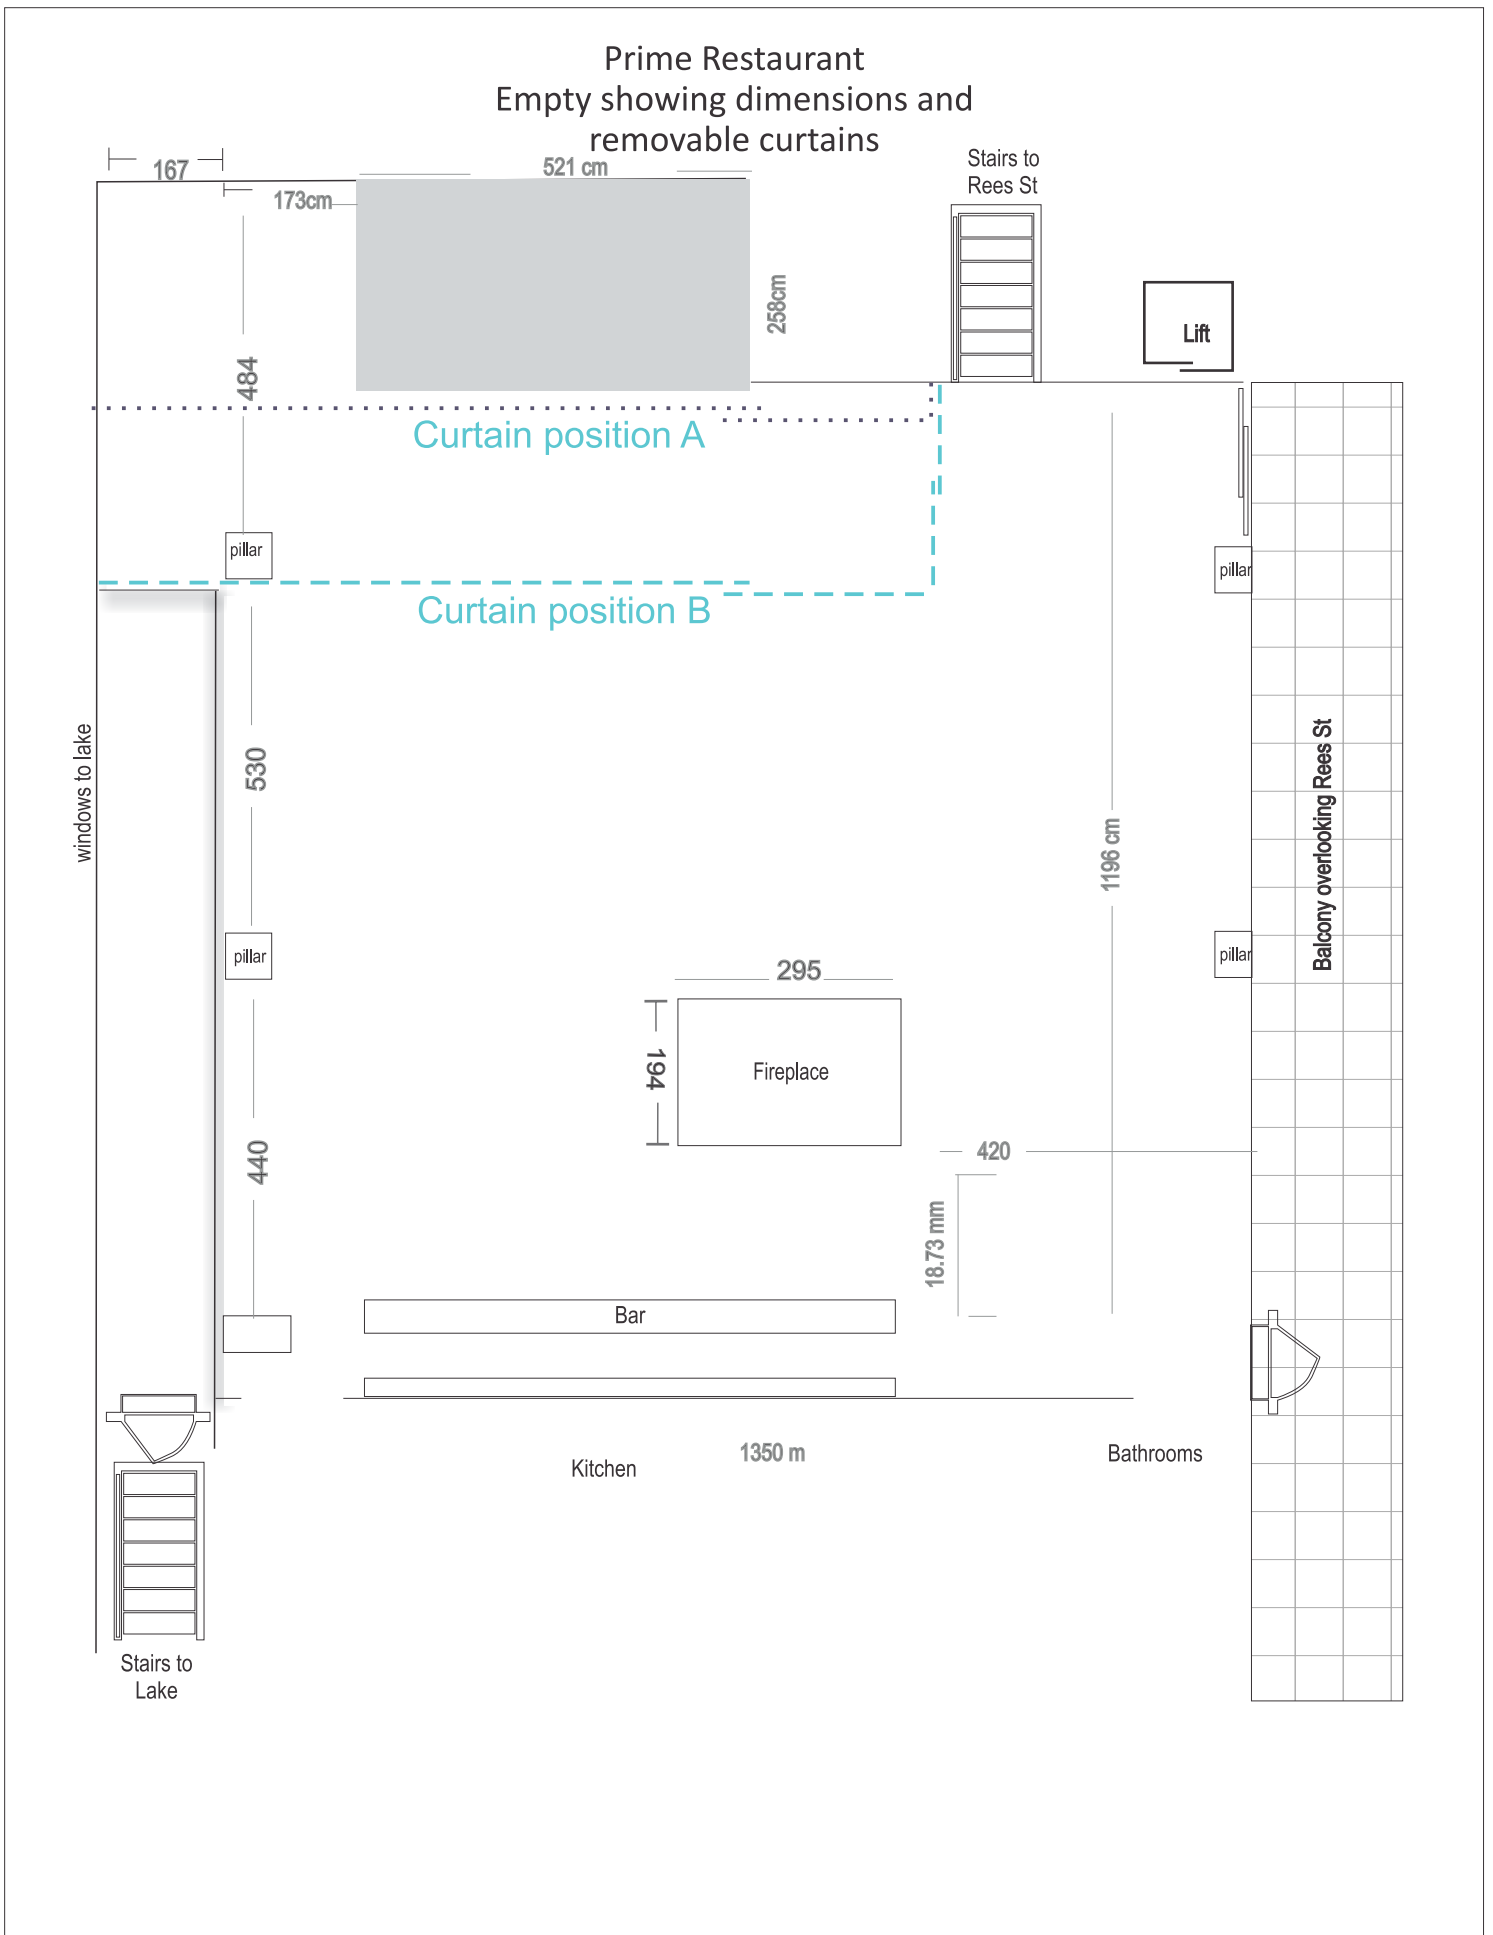 Prime Restaurant
Empty showing dimensions and
removable curtains
Stairs to
Rees St
167
521 cm
173cm
258cm
Lift
484
Curtain position A
pillar
pillar
Curtain position B
windows to lake
530
Balcony overlooking Rees St
1196 cm
pillar
pillar
295
194
Fireplace
440
420
18.73 mm
Bar
Kitchen
1350 m
Bathrooms
Stairs to
Lake